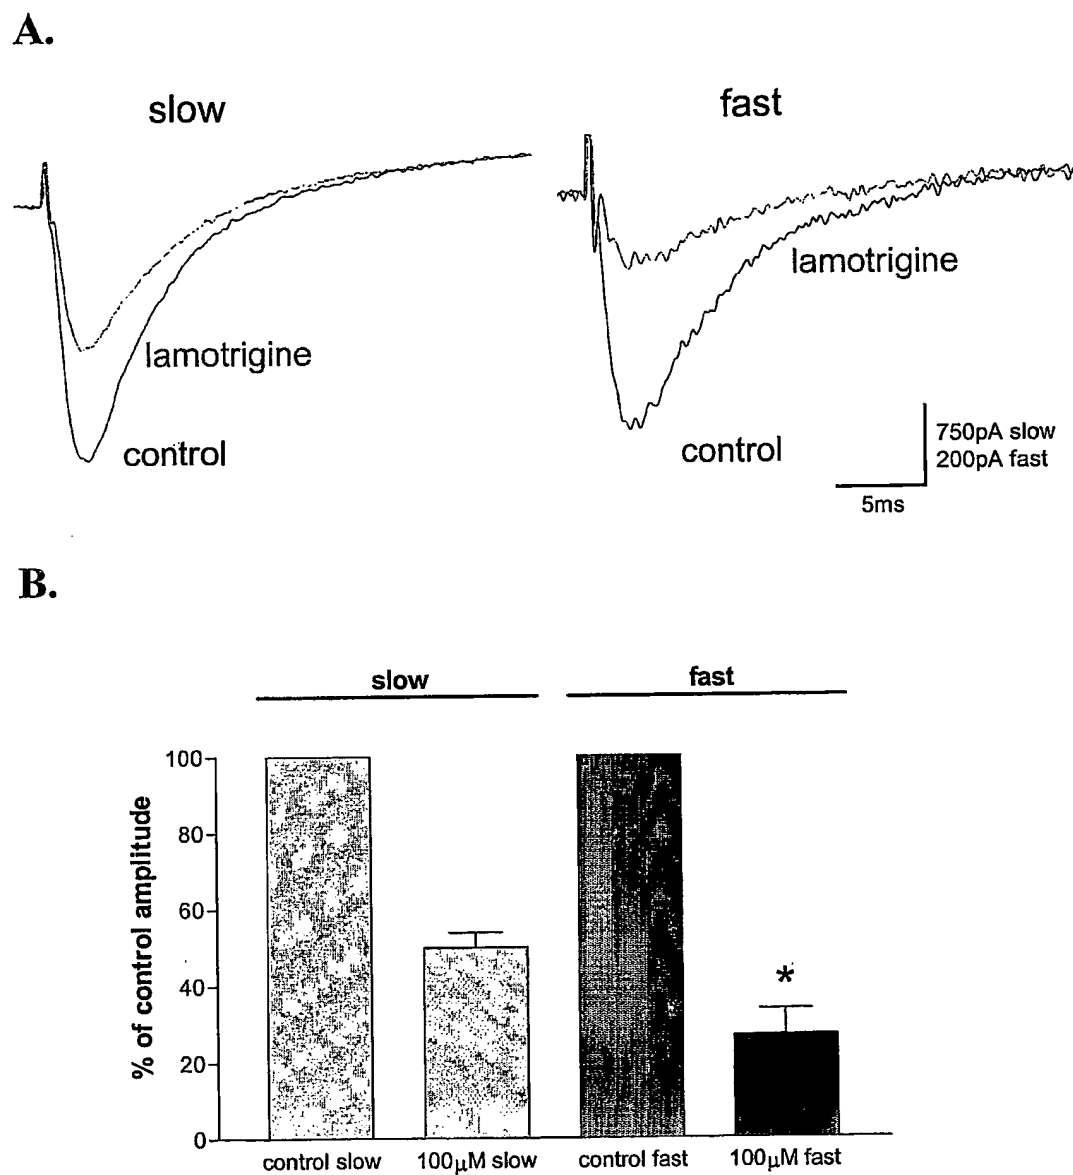 A.
slow
fast
lamotrigine
control
lamotrigine
control
750pA slow
200pA fast
5ms
B.
slow
fast
% of control amplitude
100
80
60
40
20
0
*
control slow
100µM slow
control fast
100µM fast